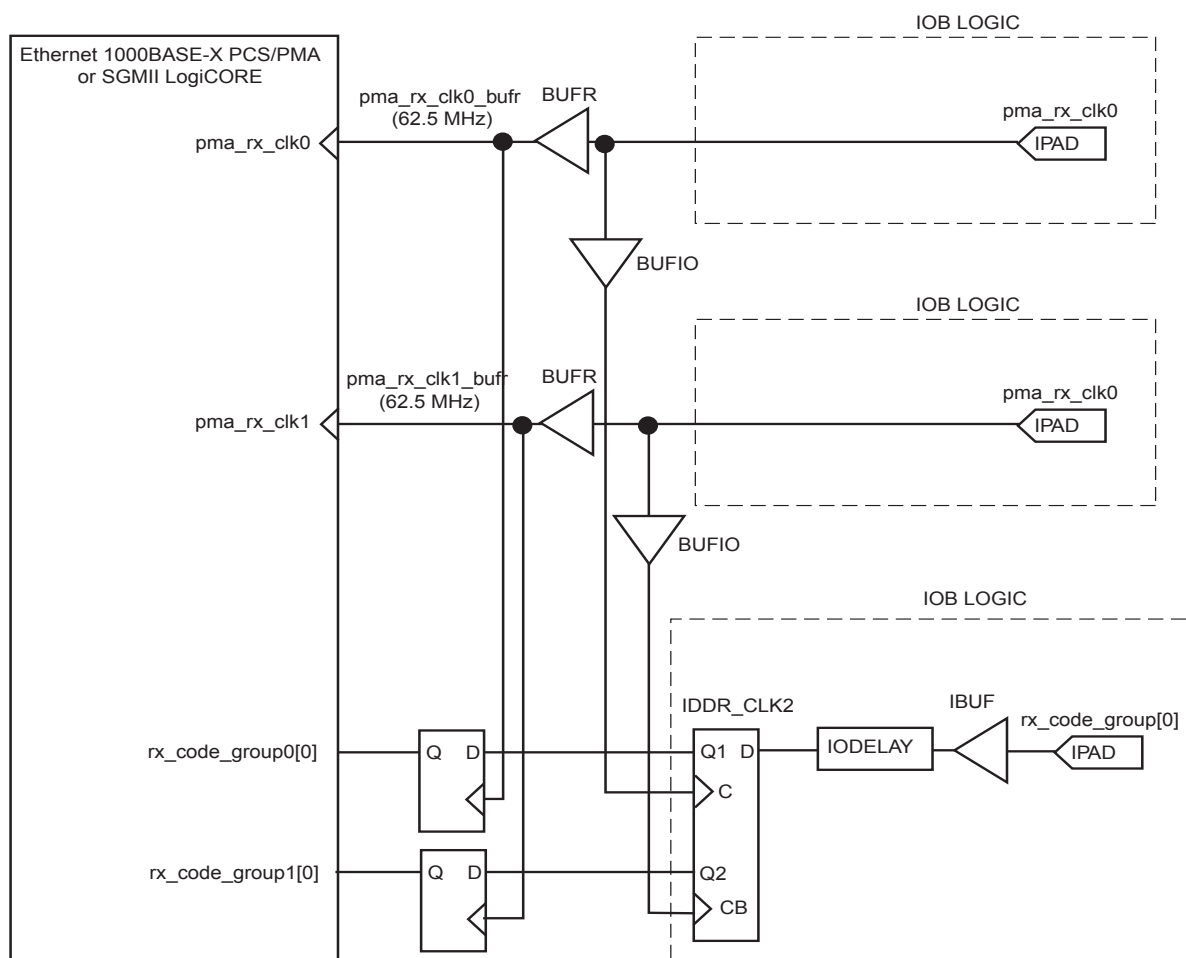 IOB LOGIC
Ethernet 1000BASE-X PCS/PMA
or SGMII LogiCORE
pma_rx_clk0_bufr
(62.5 MHz)
BUFR
pma_rx_clk0
pma_rx_clk0
IPAD
BUFIO
IOB LOGIC
pma_rx_clk1_bufr
(62.5 MHz)
BUFR
pma_rx_clk0
pma_rx_clk1
IPAD
BUFIO
IOB LOGIC
IDDR_CLK2
IBUF
rx_code_group[0]
rx_code_group0[0]
Q D
Q1 D
IODELAY
IPAD
C
rx_code_group1[0]
Q D
Q2
CB